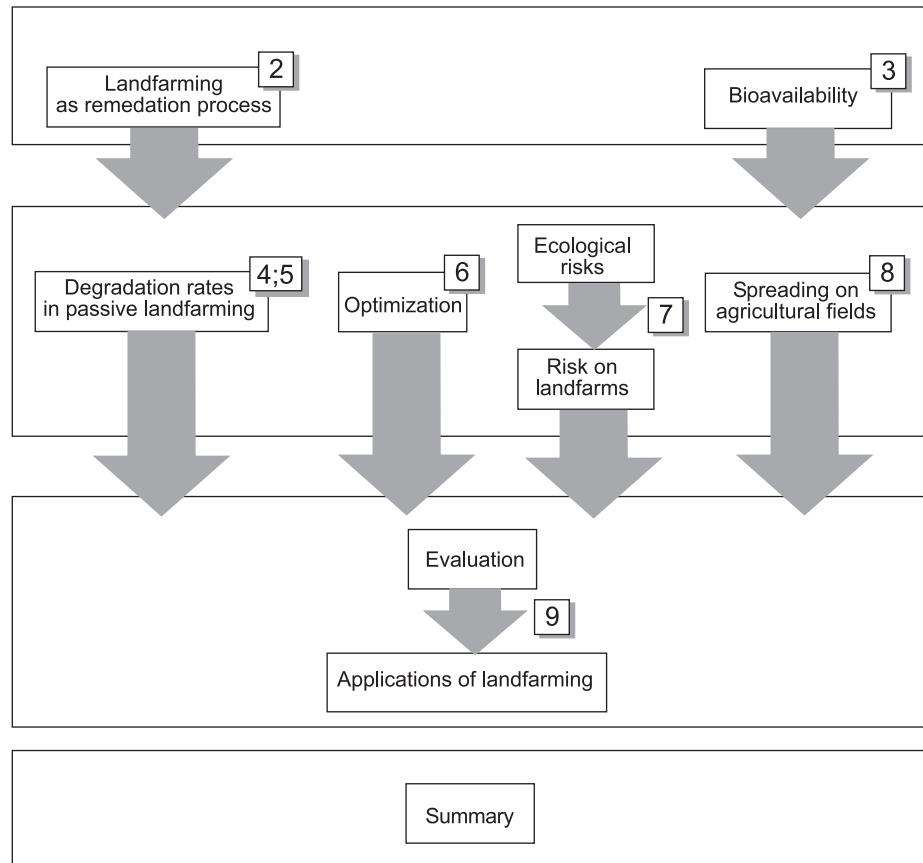 2
Landfarming
as remedation process
3
Bioavailability
4;5
Degradation rates
in passive landfarming
6
Optimization
Ecological
risks
7
Risk on
landfarms
8
Spreading on
agricultural fields
Evaluation
9
Applications of landfarming
Summary